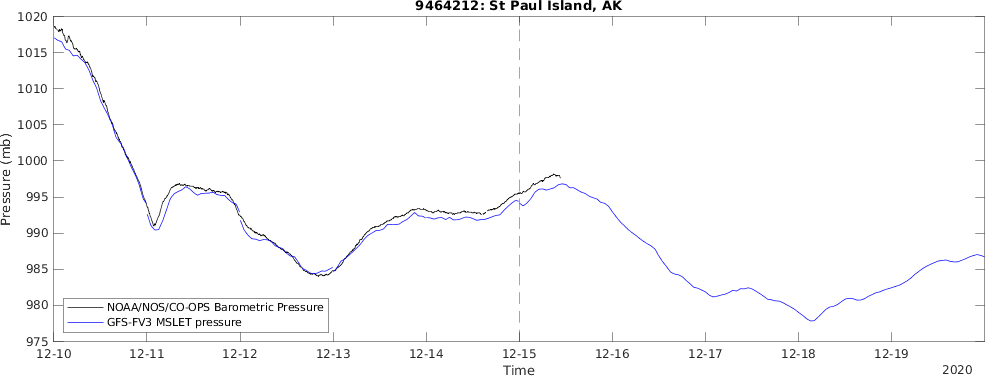 9464212: St Paul Island, AK
Pressure (mb)
1020
1015
1010
1005
1000
995
990
985
980
975
NOAA/NOS/CO-OPS Barometric Pressure
GFS-FV3 MSLET pressure
12-10 12-11 12-12 12-13 12-14 12-15 12-16 12-17 12-18 12-19
Time
2020